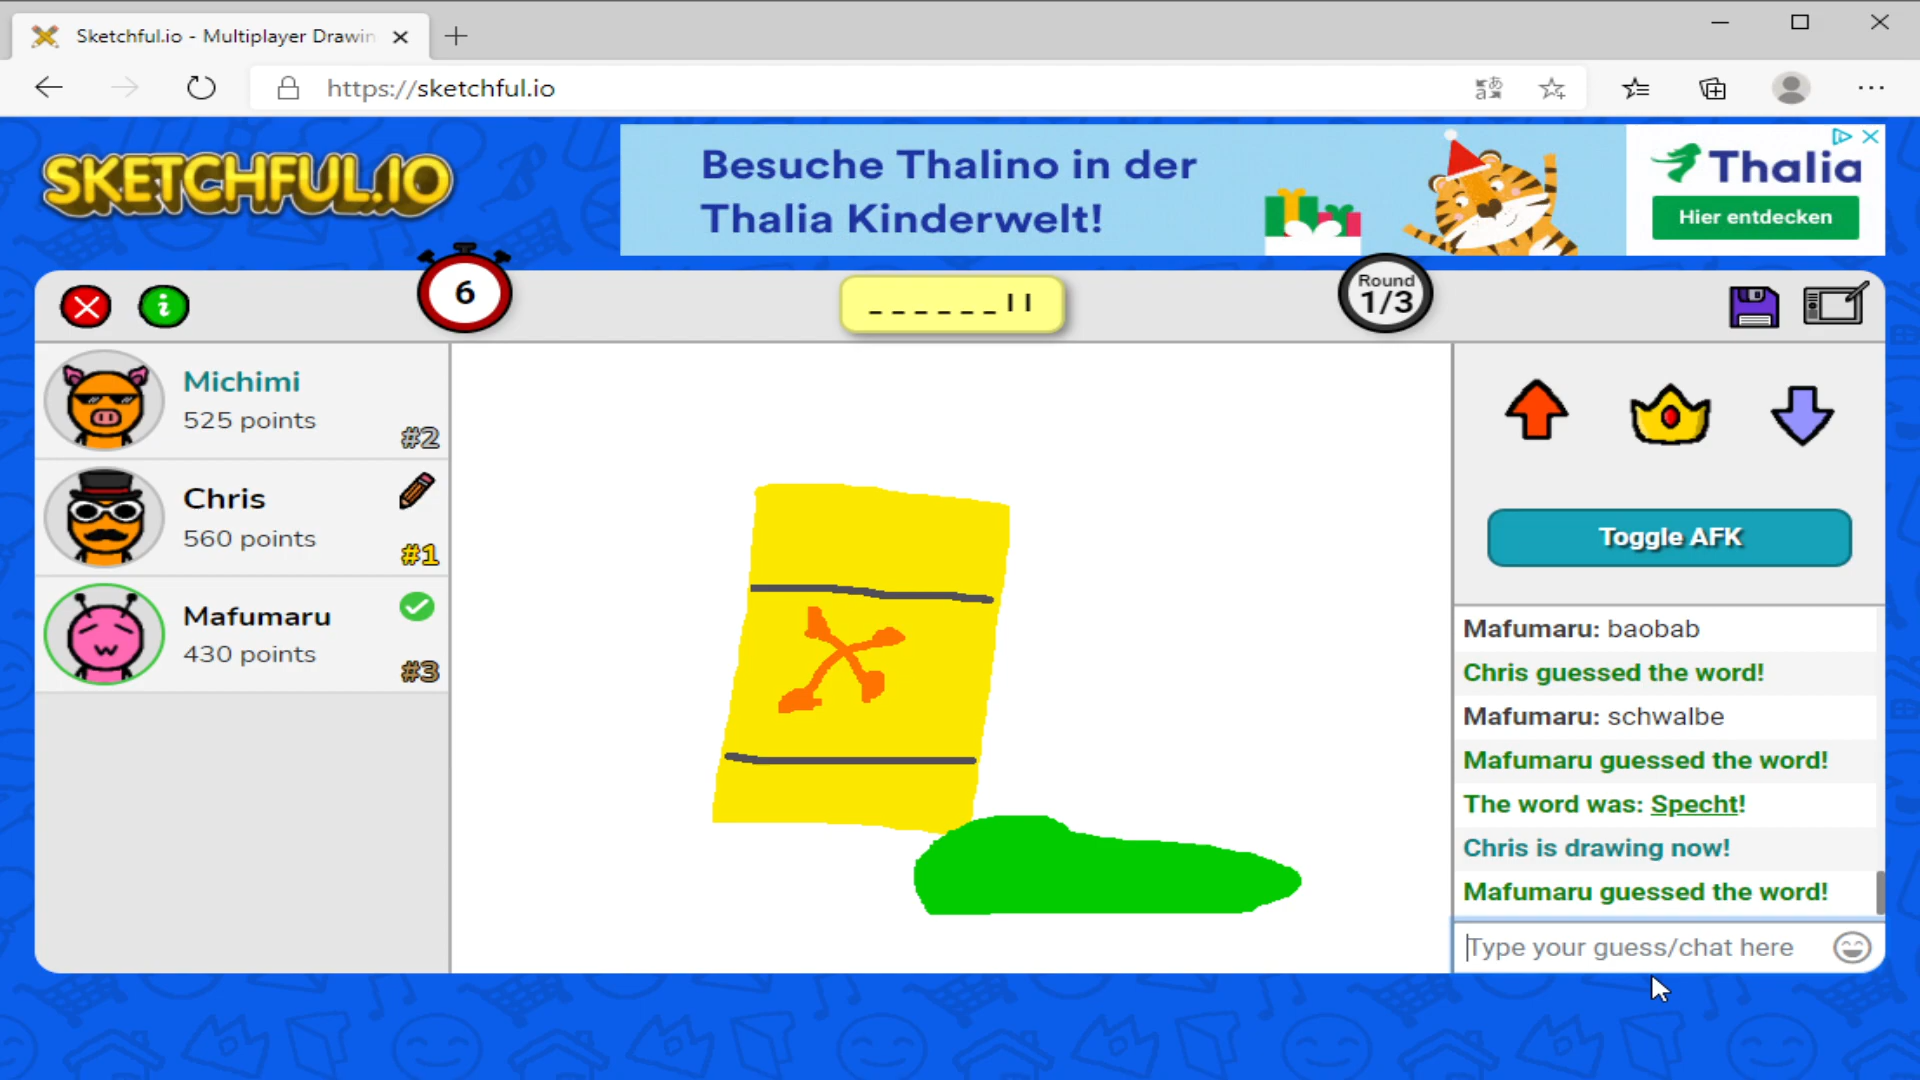 Sketchful.io - Multiplayer Drawin
https://sketchful.io
SKETCHFUL.IO
Besuche Thalino in der
Thalia Kinderwelt!
Thalia
Hier entdecken
6
_ _ _ _ _ _ l l
Round
1/3
Michimi
525 points
#2
Chris
560 points
#1
Mafumaru
430 points
#3
Toggle AFK
Mafumaru: baobab
Chris guessed the word!
Mafumaru: schwalbe
Mafumaru guessed the word!
The word was: Specht!
Chris is drawing now!
Mafumaru guessed the word!
Type your guess/chat here